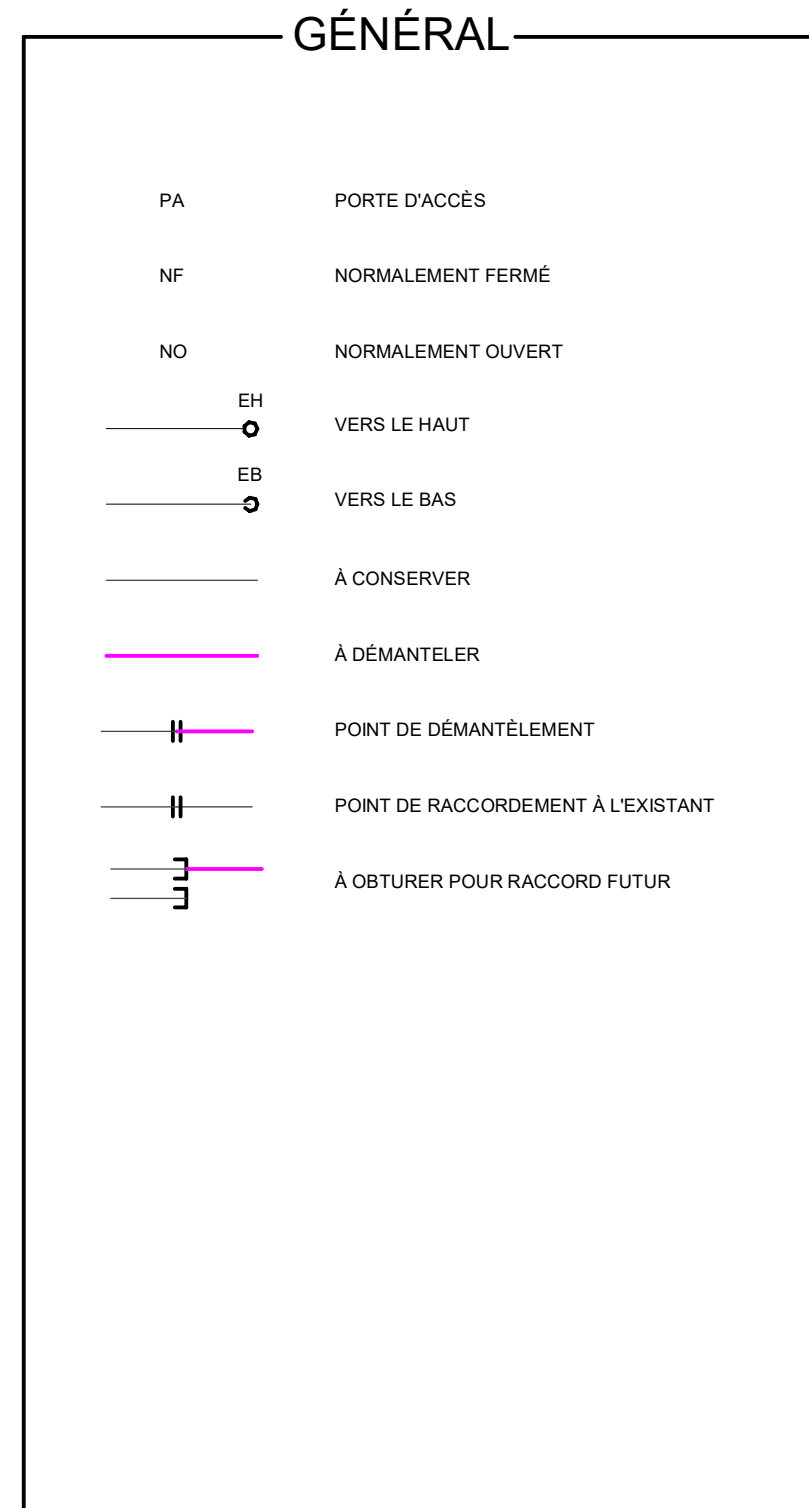 GÉNÉRAL
PA PORTE D'ACCÈS
NF NORMALEMENT FERMÉ
NO NORMALEMENT OUVERT
EH
VERS LE HAUT
EB
VERS LE BAS
À CONSERVER
À DÉMANTELER
POINT DE DÉMANTÈLEMENT
POINT DE RACCORDEMENT À L'EXISTANT
À OBTURER POUR RACCORD FUTUR